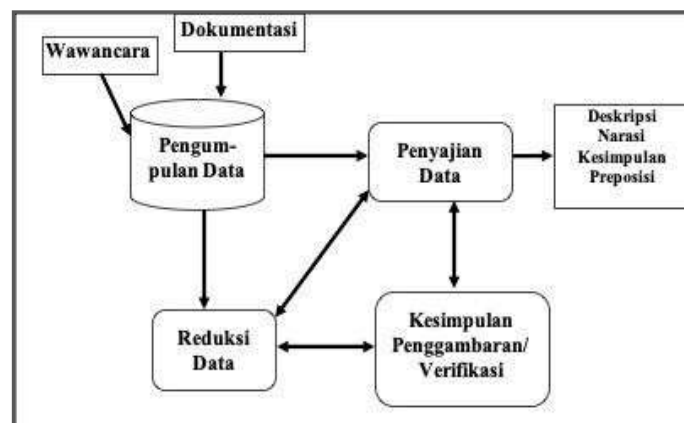 Dokumentasi
Wawancara
Pengum-
pulan Data
Penyajian
Data
Deskripsi
Narasi
Kesimpulan
Preposisi
Reduksi
Data
Kesimpulan
Penggambaran/
Verifikasi